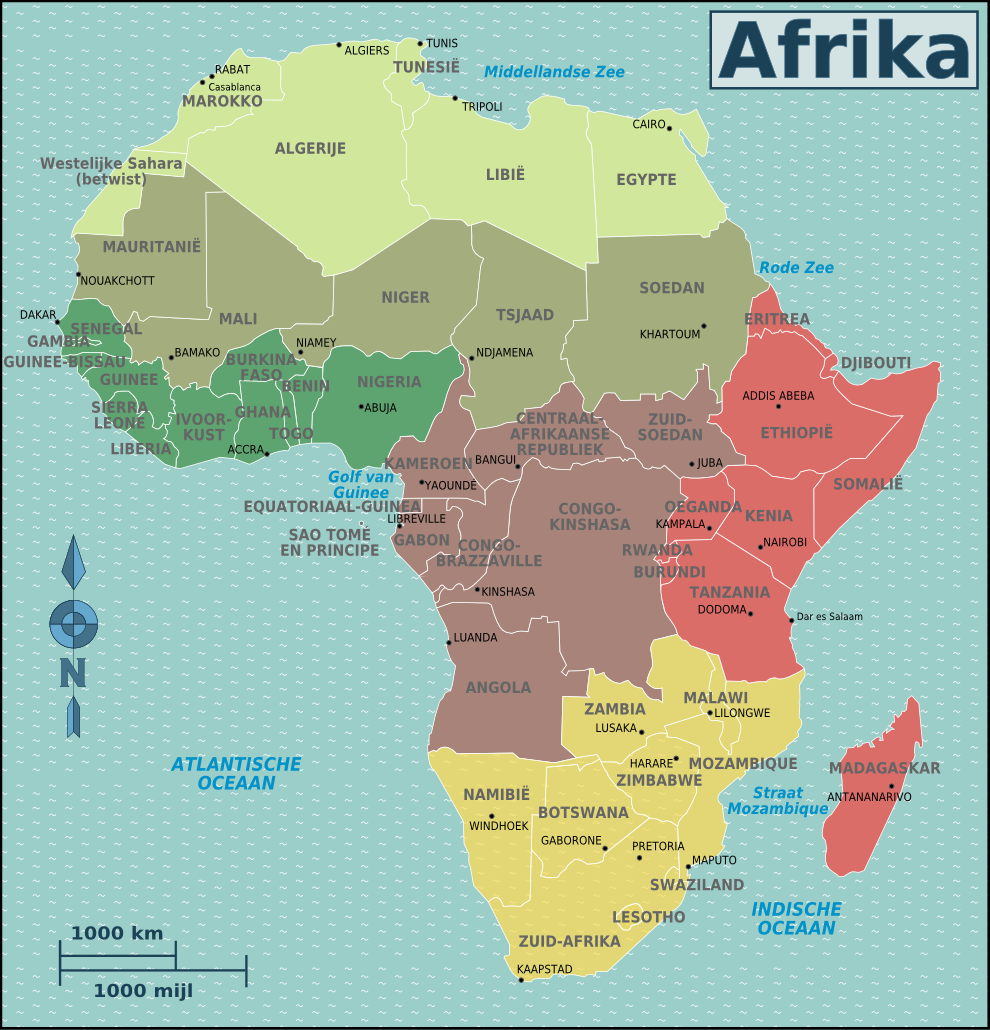 Afrika
ALGIERS
TUNIS
TUNESIË
Middellandse Zee
RABAT
Casablanca
MAROKKO
TRIPOLI
CAIRO
ALGERIJE
LIBIË
EGYPTE
Westelijke Sahara
(betwist)
MAURITANIË
NOUAKCHOTT
MALI
NIGER
TSJAAD
SOEDAN
KHARTOUM
Rode Zee
ERITREA
DJIBOUTI
DAKAR
SENEGAL
GAMBIA
GUINEE-BISSAU
GUINEE
BAMAKO
NIAMEY
BURKINA
FASO
BENIN
NIGERIA
ABUJA
NDJAMENA
SIERRA
LEONE
LIBERIA
IVOOR-
KUST
GHANA
TOGO
ACCRA
ADDIS ABEBA
ETHIOPIË
SOMALIË
CENTRAAL-
AFRIKAANSE
REPUBLIEK
BANGUI
ZUID-
SOEDAN
JUBA
KAMEROEN
YAOUNDÉ
Golf van
Guinee
EQUATORIAAL-GUINEA
LIBREVILLE
SAO TOMÉ
EN PRINCIPE
GABON
CONGO-
BRAZZAVILLE
CONGO-
KINSHASA
OEGANDA
KAMPALA
KENIA
NAIROBI
RWANDA
BURUNDI
TANZANIA
DODOMA
Dar es Salaam
KINSHASA
LUANDA
ANGOLA
N
ZAMBIA
LUSAKA
MALAWI
LILONGWE
HARARE
ZIMBABWE
MOZAMBIQUE
Straat
Mozambique
MADAGASKAR
ANTANANARIVO
ATLANTISCHE
OCEAAN
NAMIBIË
WINDHOEK
BOTSWANA
GABORONE
PRETORIA
MAPUTO
SWAZILAND
LESOTHO
ZUID-AFRIKA
KAAPSTAD
INDISCHE
OCEAAN
1000 km
1000 mijl